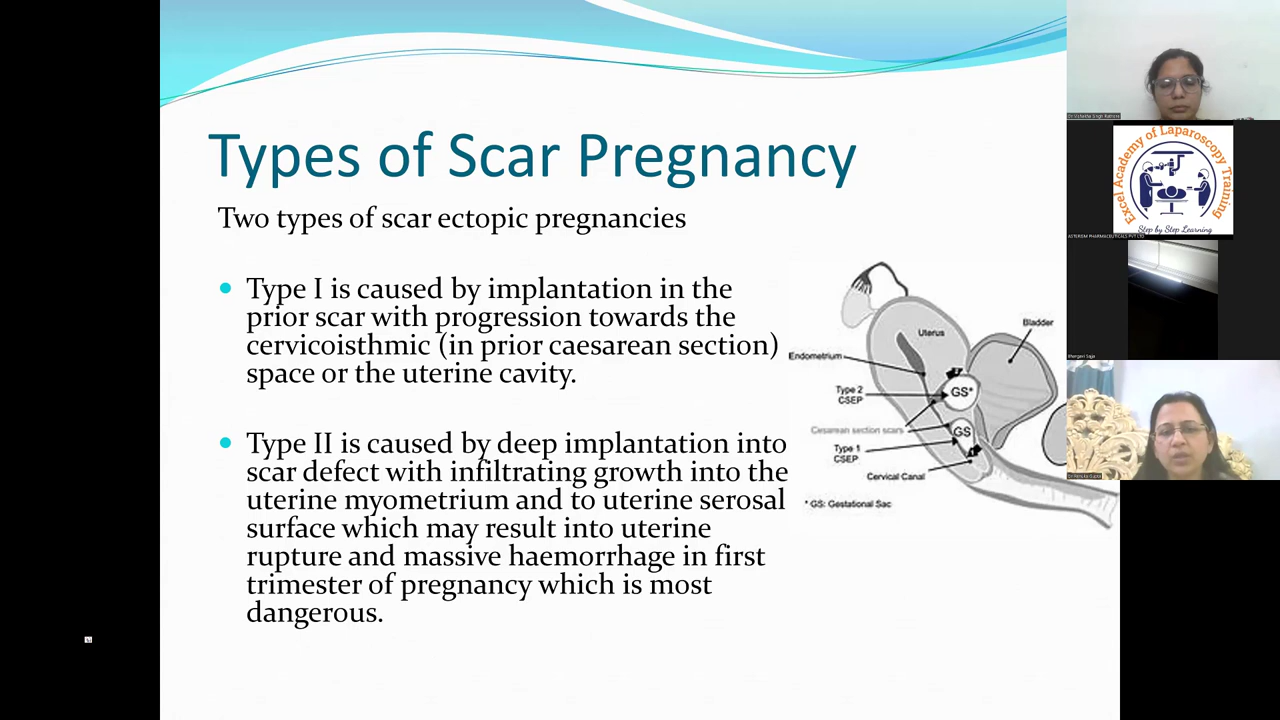 Types of Scar Pregnancy
Two types of scar ectopic pregnancies
Type I is caused by implantation in the
prior scar with progression towards the
cervicoisthmic (in prior caesarean section)
space or the uterine cavity.
Type II is caused by deep implantation into
scar defect with infiltrating growth into the
uterine myometrium and to uterine serosal
surface which may result into uterine
rupture and massive haemorrhage in first
trimester of pregnancy which is most
dangerous.
Uterus
Bladder
Endometrium
Type 2
CSEP
GS*
Cesarean section scars
GS
Type 1
CSEP
Cervical Canal
* GS: Gestational Sac
Excel Academy of Laparoscopy Training
Step by Step Learning
ASTERISM PHARMACEUTICALS PVT LTD